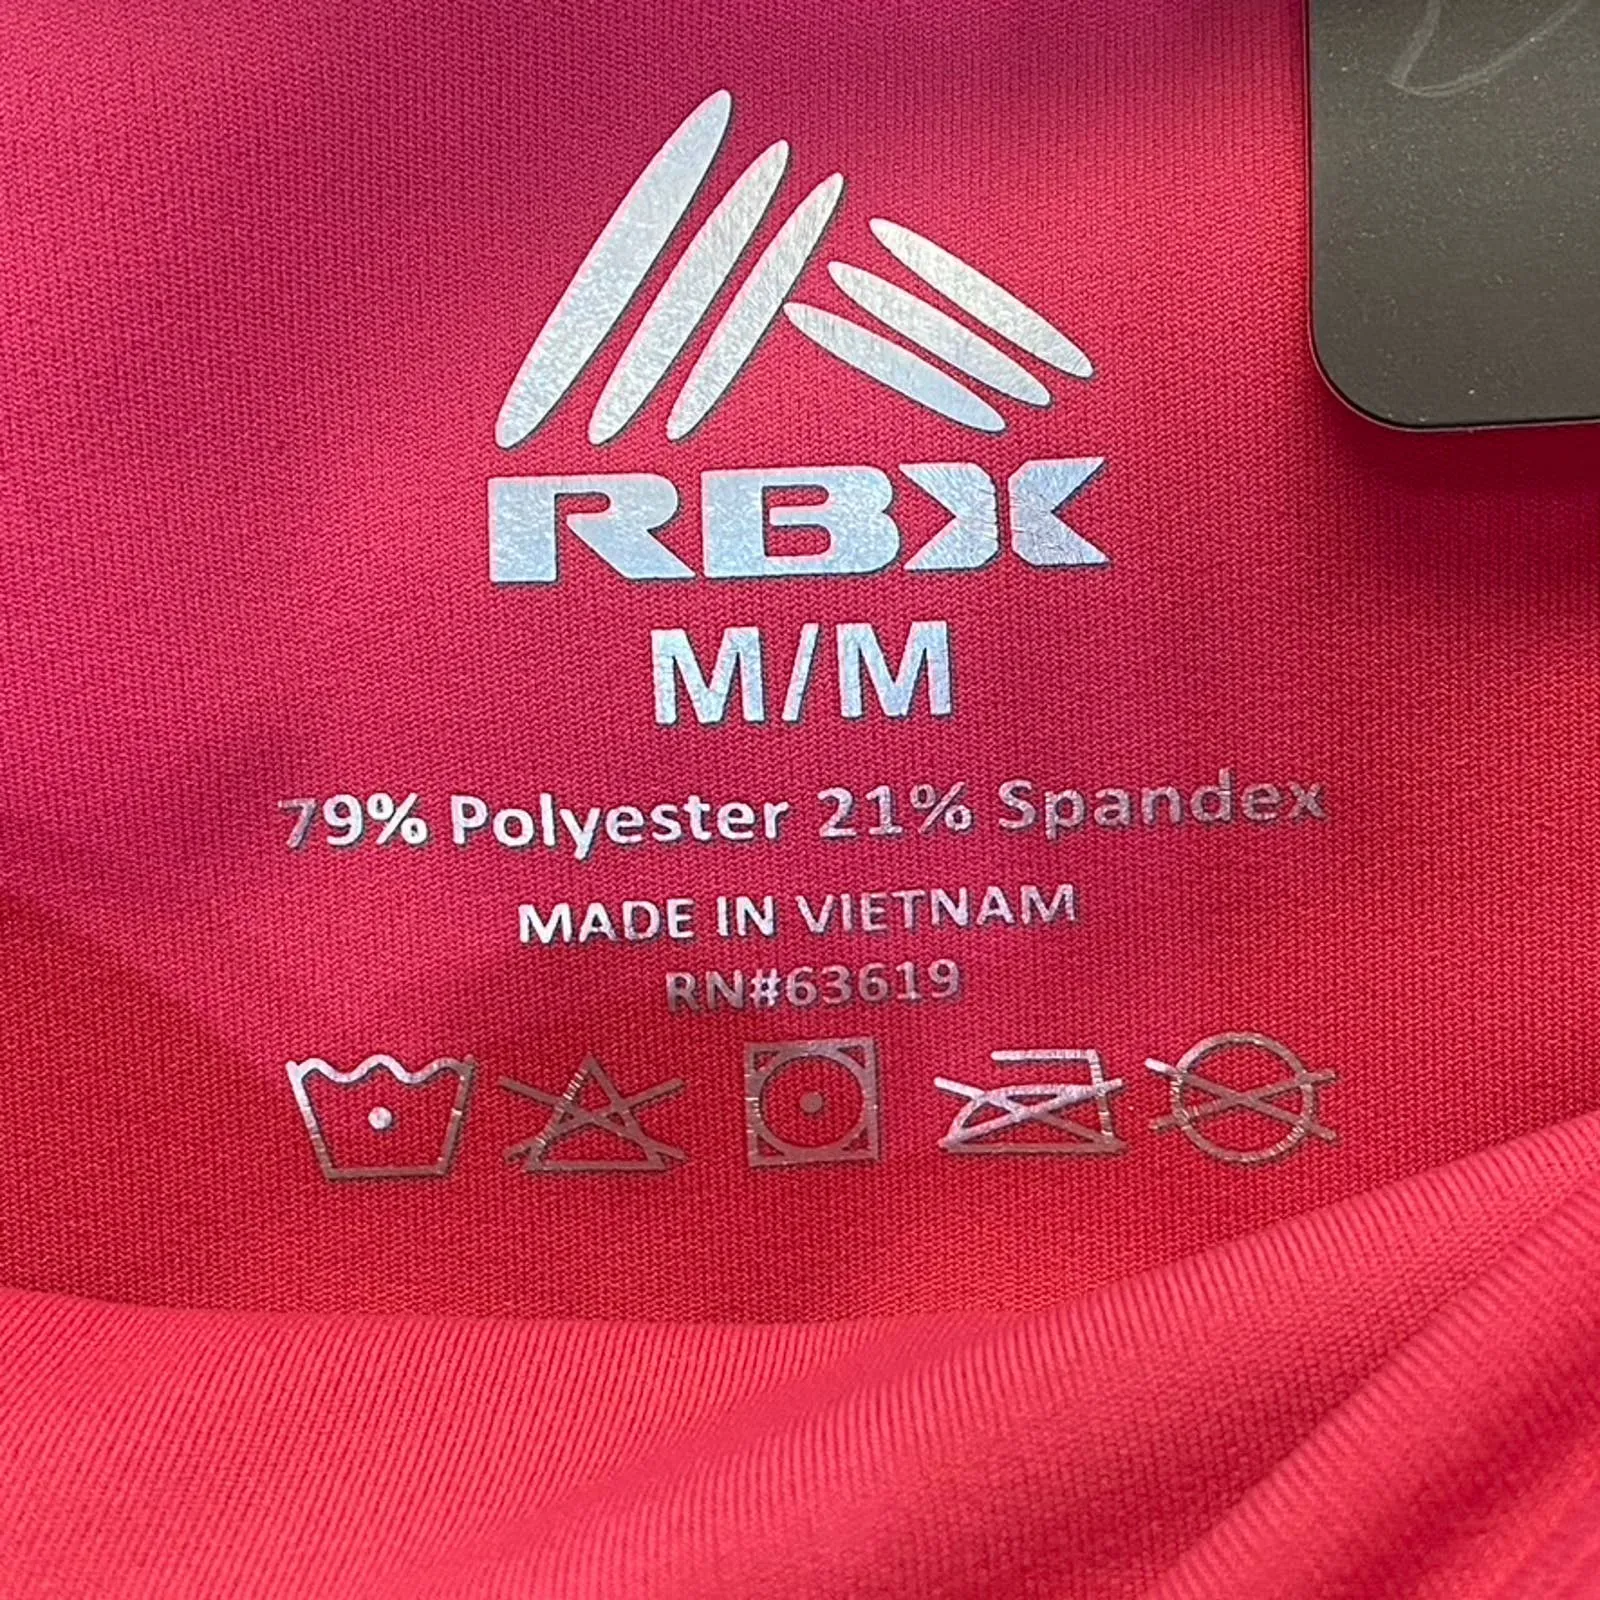 RBX
M/M
79% Polyester 21% Spandex
MADE IN VIETNAM
RN#63619